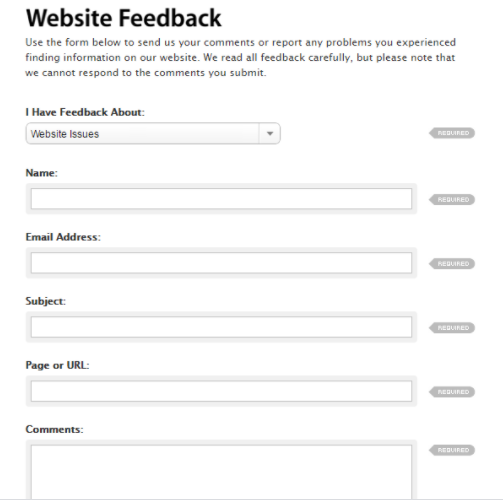 Website Feedback
Use the form below to send us your comments or report any problems you experienced
finding information on our website. We read all feedback carefully, but please note that
we cannot respond to the comments you submit.
I Have Feedback About:
Website Issues
REQUIRED
Name:
REQUIRED
Email Address:
REQUIRED
Subject:
REQUIRED
Page or URL:
REQUIRED
Comments:
REQUIRED